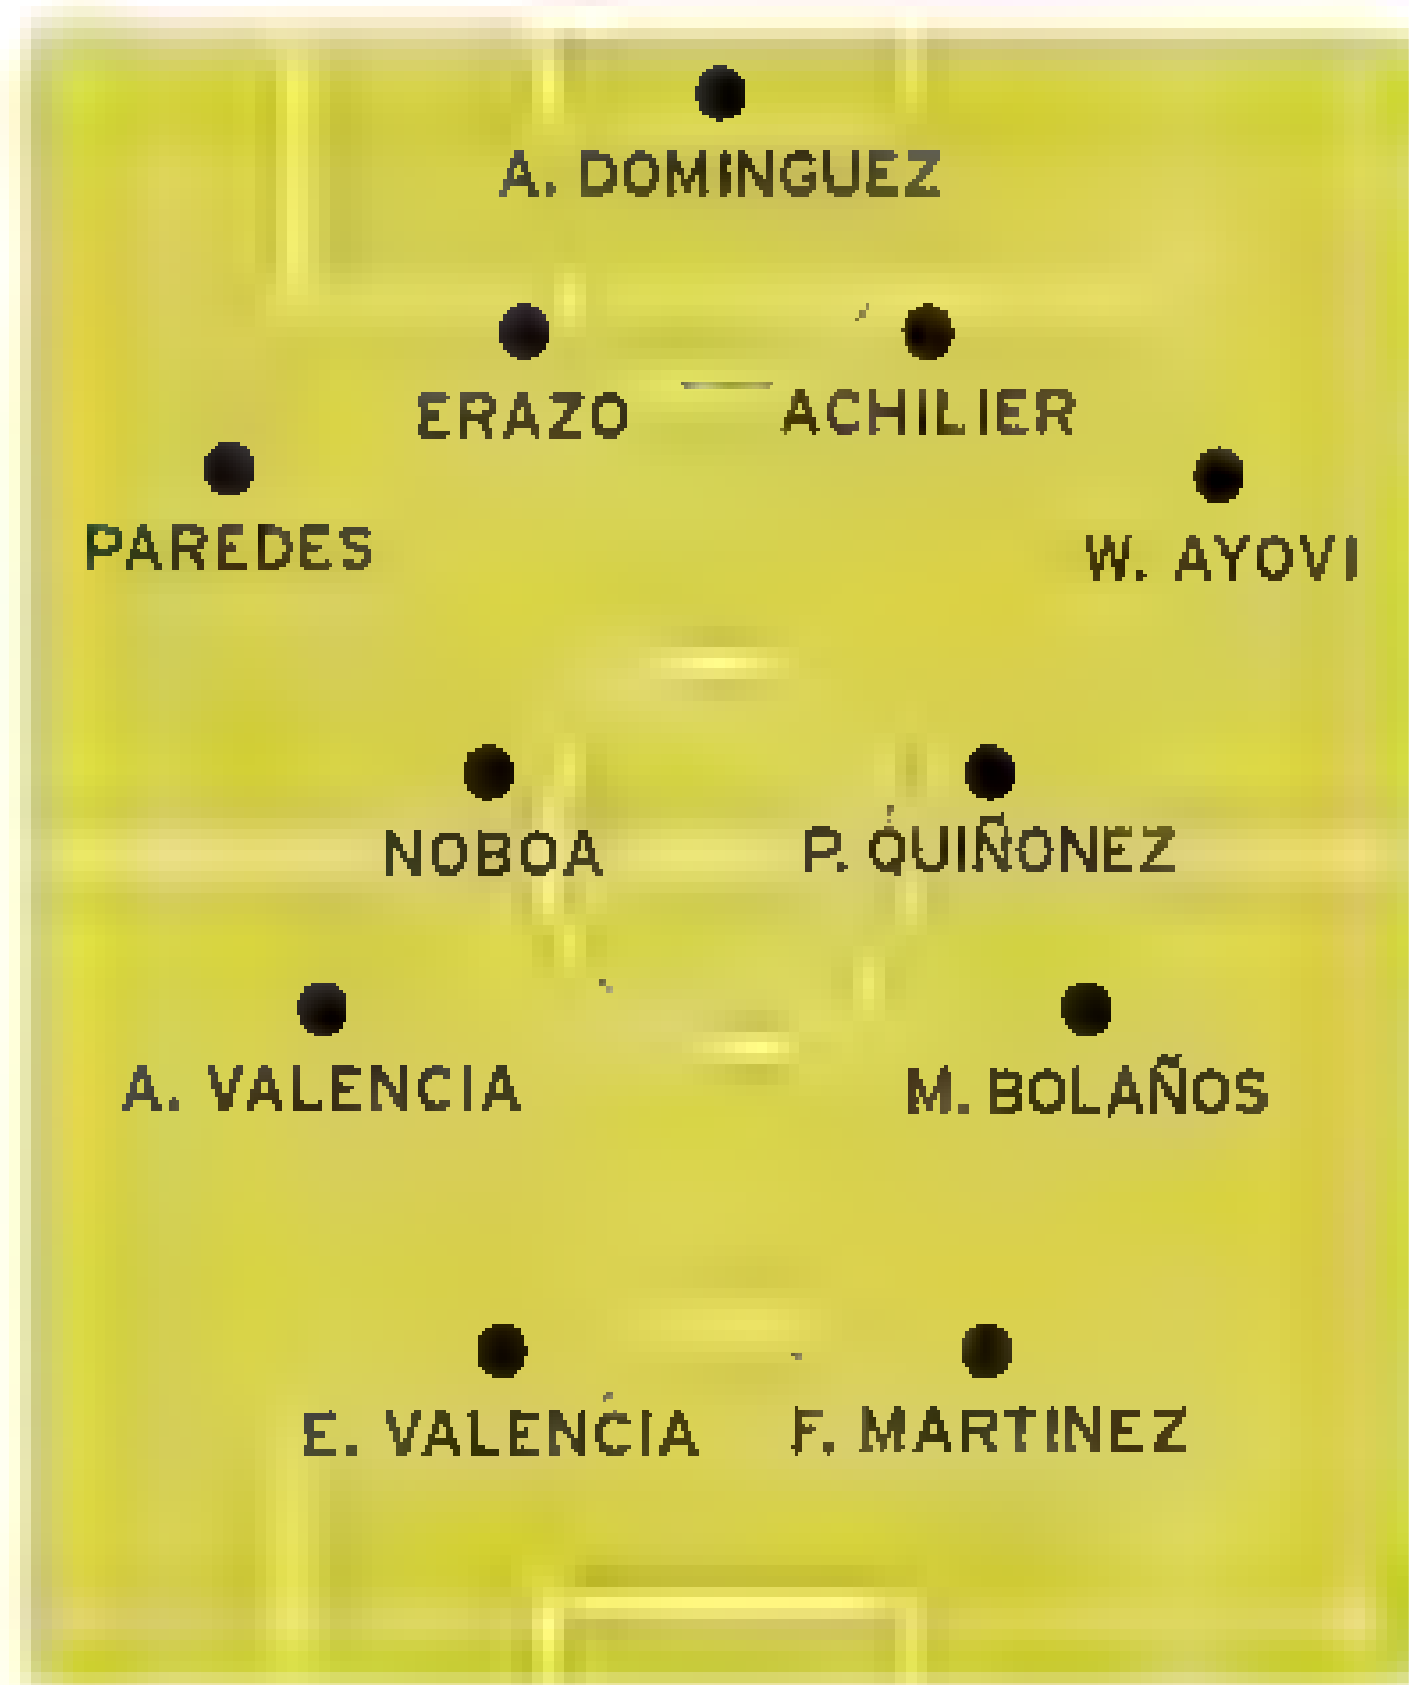 A. DOMINGUEZ
ERAZO ACHILIER
PAREDES W. AYOVI
NOBOA P. QUIÑONEZ
A. VALENCIA M. BOLAÑOS
E. VALENCIA F. MARTINEZ